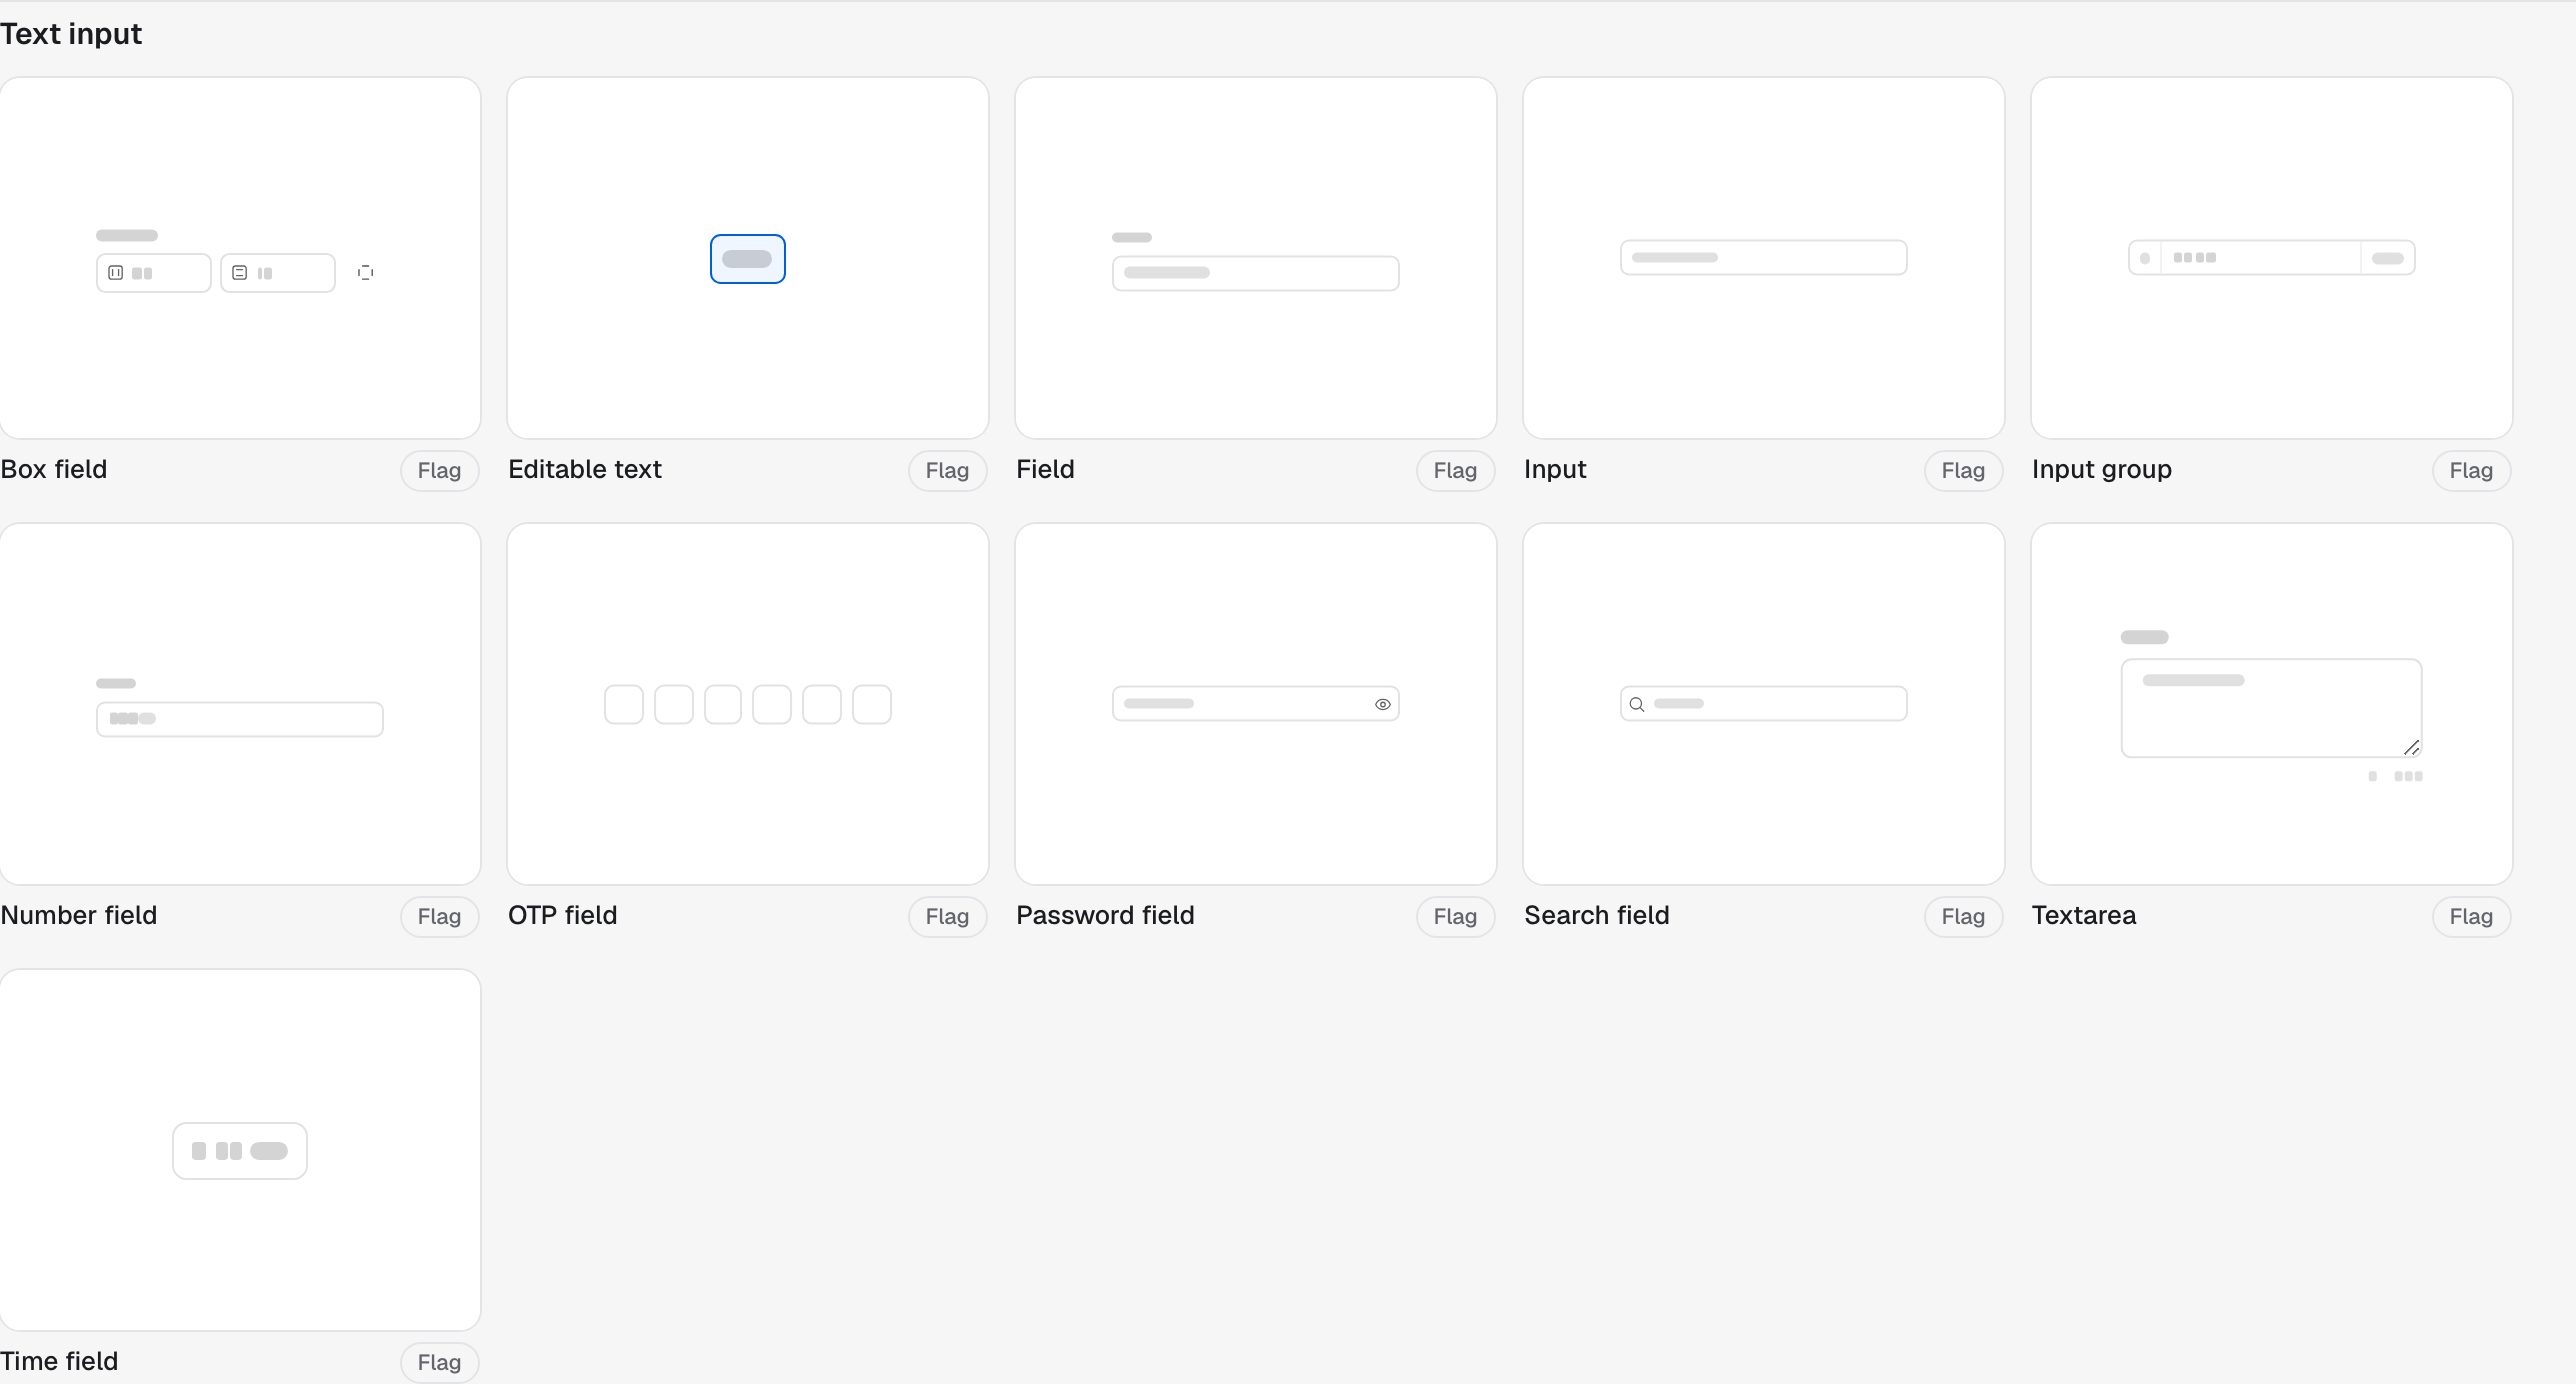 Text input
Box field
Flag
Editable text
Flag
Field
Flag
Input
Flag
Input group
Flag
Number field
Flag
OTP field
Flag
Password field
Flag
Search field
Flag
Textarea
Flag
Time field
Flag